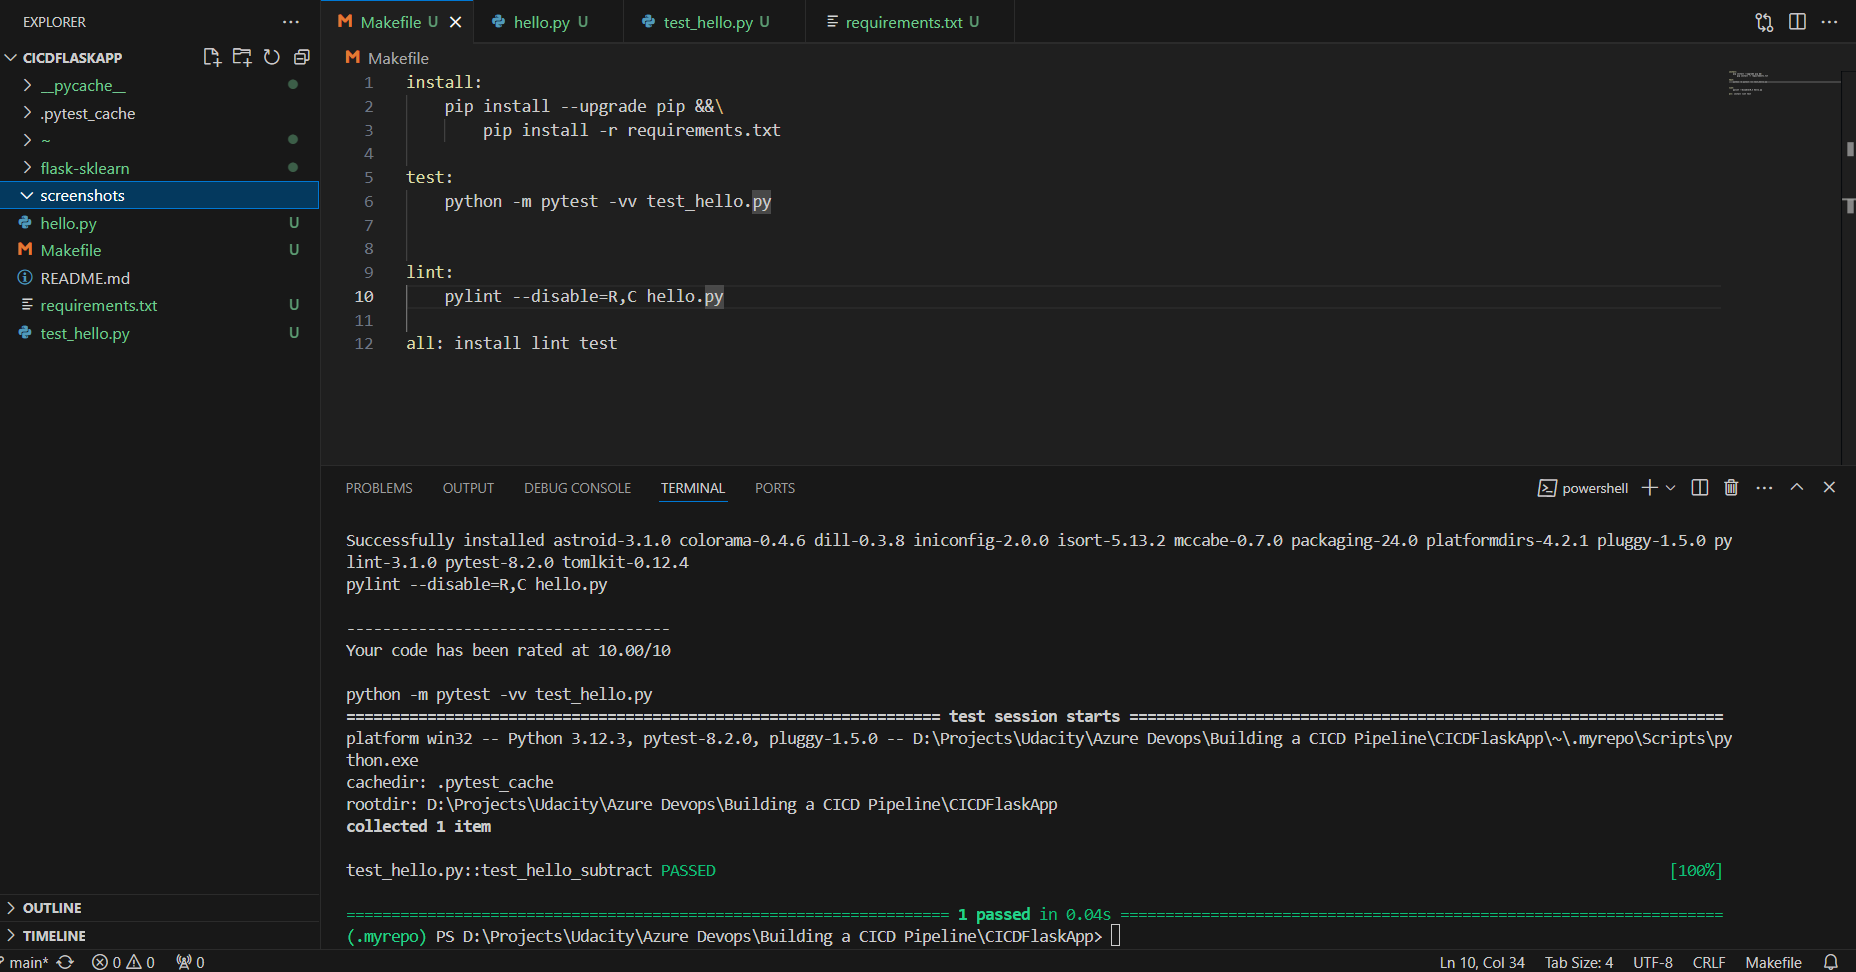 EXPLORER
CICDFLASKAPP
__pycache__
.pytest_cache
~
flask-sklearn
screenshots
hello.py U
Makefile U
README.md
requirements.txt U
test_hello.py U
OUTLINE
TIMELINE
Makefile U
hello.py U
test_hello.py U
requirements.txt U
Makefile
1 install:
2 pip install --upgrade pip &&\
3 pip install -r requirements.txt
4
5 test:
6 python -m pytest -vv test_hello.py
7
8
9 lint:
10 pylint --disable=R,C hello.py
11
12 all: install lint test
PROBLEMS OUTPUT DEBUG CONSOLE TERMINAL PORTS
powershell
Successfully installed astroid-3.1.0 colorama-0.4.6 dill-0.3.8 iniconfig-2.0.0 isort-5.13.2 mccabe-0.7.0 packaging-24.0 platformdirs-4.2.1 pluggy-1.5.0 py
lint-3.1.0 pytest-8.2.0 tomlkit-0.12.4
pylint --disable=R,C hello.py
------------------------------------
Your code has been rated at 10.00/10
python -m pytest -vv test_hello.py
================================================================== test session starts ==================================================================
platform win32 -- Python 3.12.3, pytest-8.2.0, pluggy-1.5.0 -- D:\Projects\Udacity\Azure Devops\Building a CICD Pipeline\CICDFlaskApp\~\.myrepo\Scripts\py
thon.exe
cachedir: .pytest_cache
rootdir: D:\Projects\Udacity\Azure Devops\Building a CICD Pipeline\CICDFlaskApp
collected 1 item
test_hello.py::test_hello_subtract PASSED [100%]
=================================================================== 1 passed in 0.04s ===================================================================
(.myrepo) PS D:\Projects\Udacity\Azure Devops\Building a CICD Pipeline\CICDFlaskApp>
main* 0 0 0 Ln 10, Col 34 Tab Size: 4 UTF-8 CRLF Makefile